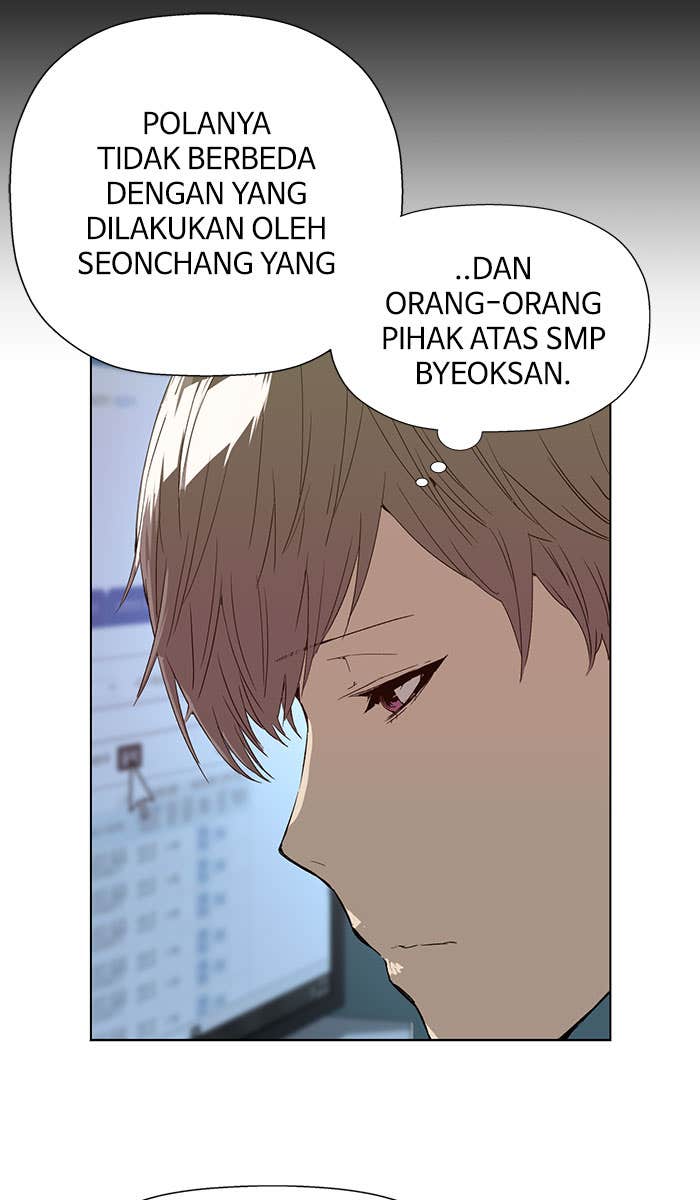 POLANYA
TIDAK BERBEDA
DENGAN YANG
DILAKUKAN OLEH
SEONCHANG YANG
..DAN
ORANG-ORANG
PIHAK ATAS SMP
BYEOKSAN.